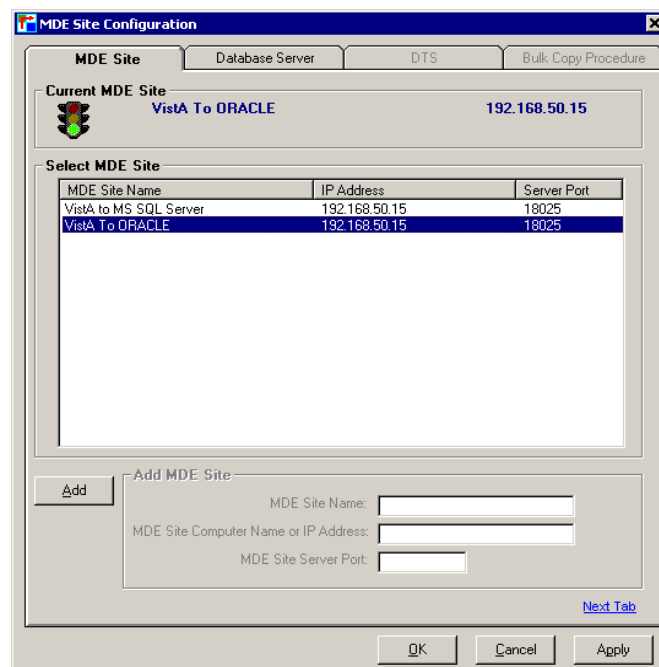 MDE Site Configuration
MDE Site Database Server DTS Bulk Copy Procedure
Current MDE Site
VistA To ORACLE 192.168.50.15
Select MDE Site
MDE Site Name IP Address Server Port
VistA to MS SQL Server 192.168.50.15 18025
VistA To ORACLE 192.168.50.15 18025
Add
Add MDE Site
MDE Site Name:
MDE Site Computer Name or IP Address:
MDE Site Server Port:
Next Tab
OK Cancel Apply